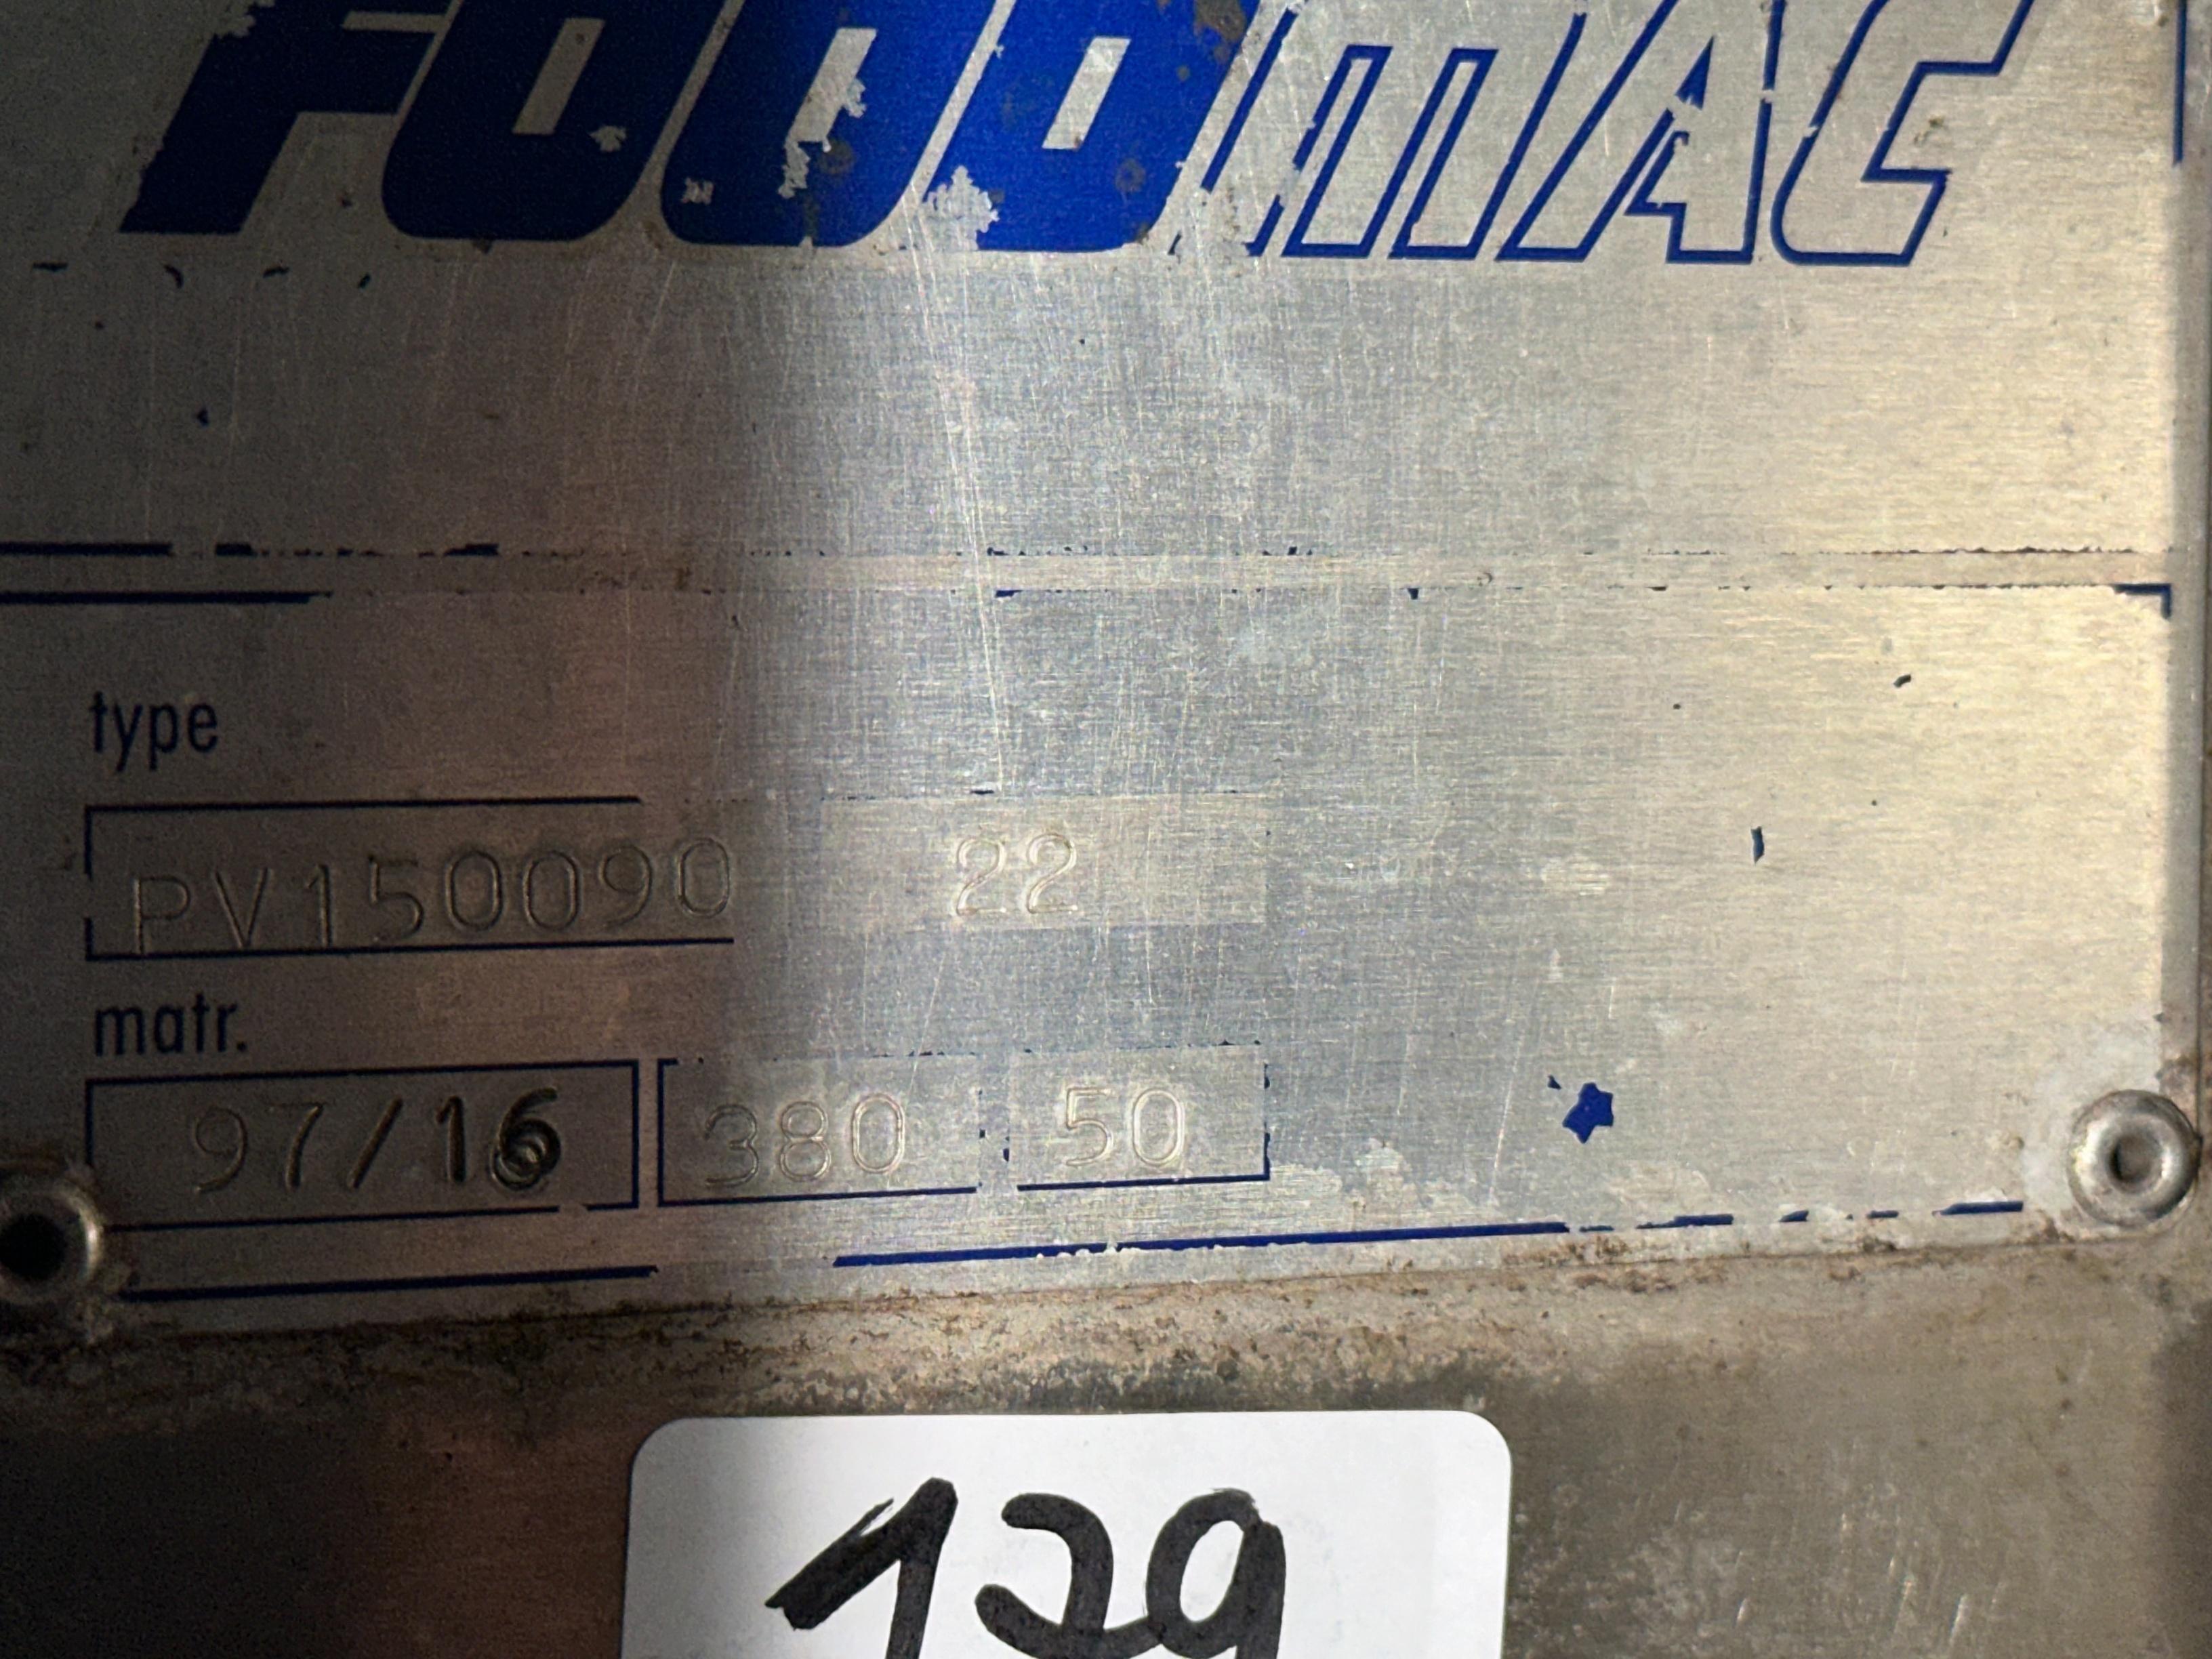 FOODMAC
type
PV150090 22
matr.
97/16 380 50
129